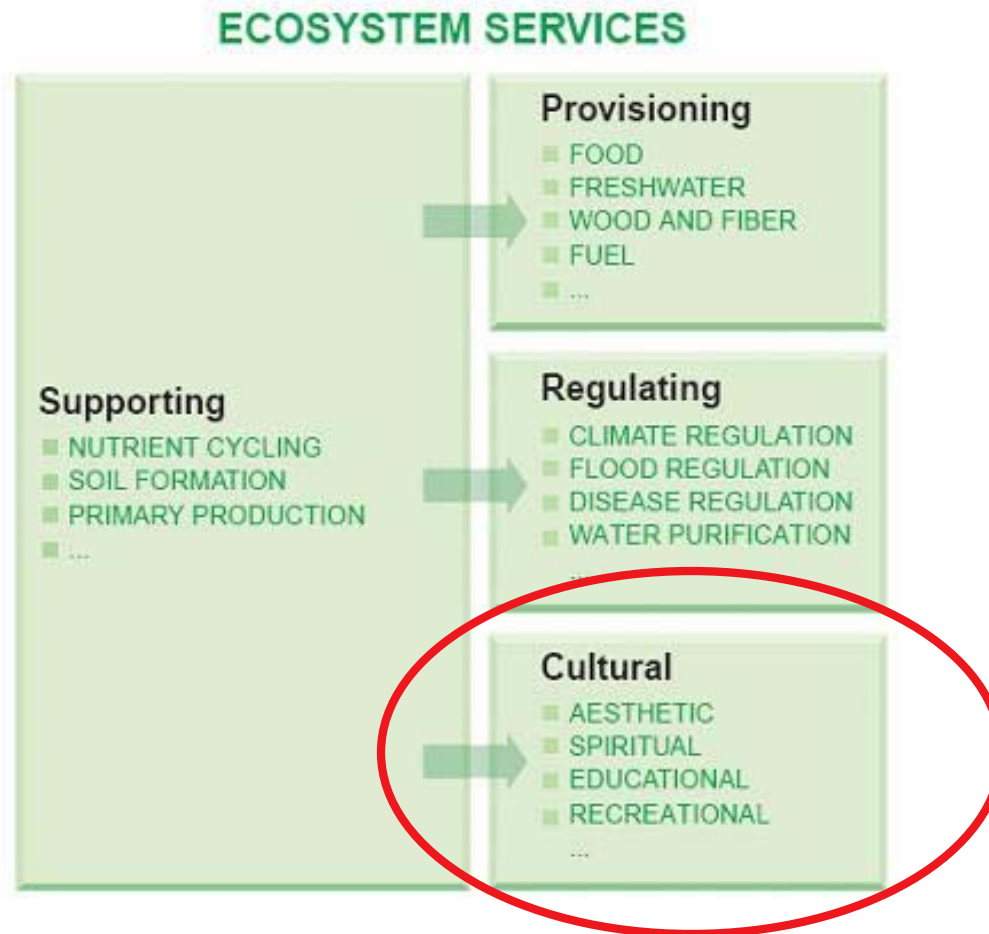 ECOSYSTEM SERVICES
Supporting
NUTRIENT CYCLING
SOIL FORMATION
PRIMARY PRODUCTION
...
Provisioning
FOOD
FRESHWATER
WOOD AND FIBER
FUEL
...
Regulating
CLIMATE REGULATION
FLOOD REGULATION
DISEASE REGULATION
WATER PURIFICATION
...
Cultural
AESTHETIC
SPIRITUAL
EDUCATIONAL
RECREATIONAL
...